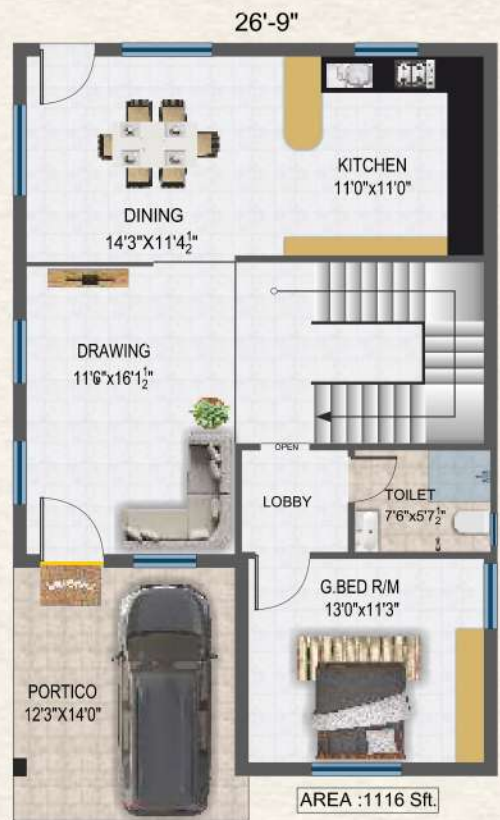 26'-9"
KITCHEN
11'0"x11'0"
DINING
14'3"X11'4½"
DRAWING
11'6"x16'1½"
OPEN
LOBBY
TOILET
7'6"x5'7½"
G.BED R/M
13'0"x11'3"
PORTICO
12'3"X14'0"
AREA :1116 Sft.